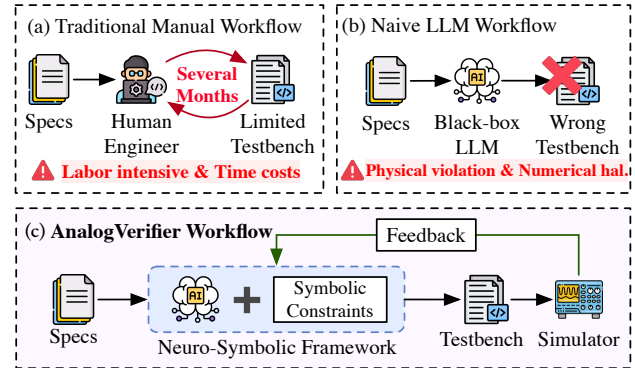 (a) Traditional Manual Workflow
Several
Months
Specs
Human
Engineer
Limited
Testbench
Labor intensive & Time costs
(b) Naive LLM Workflow
AI
Specs
Black-box
LLM
Wrong
Testbench
Physical violation & Numerical hal.
(c) AnalogVerifier Workflow
Feedback
AI
Symbolic
Constraints
Specs
Neuro-Symbolic Framework
Testbench
Simulator